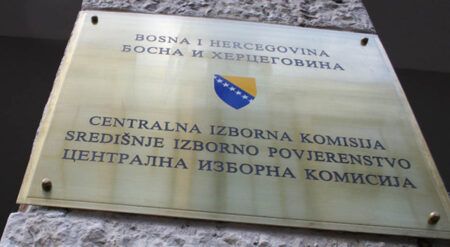 BOSNA I HERCEGOVINA
БОСНА И ХЕРЦЕГОВИНА
CENTRALNA IZBORNA KOMISIJA
SREDIŠNJE IZBORNO POVJERENSTVO
ЦЕНТРАЛНА ИЗБОРНА КОМИСИЈА